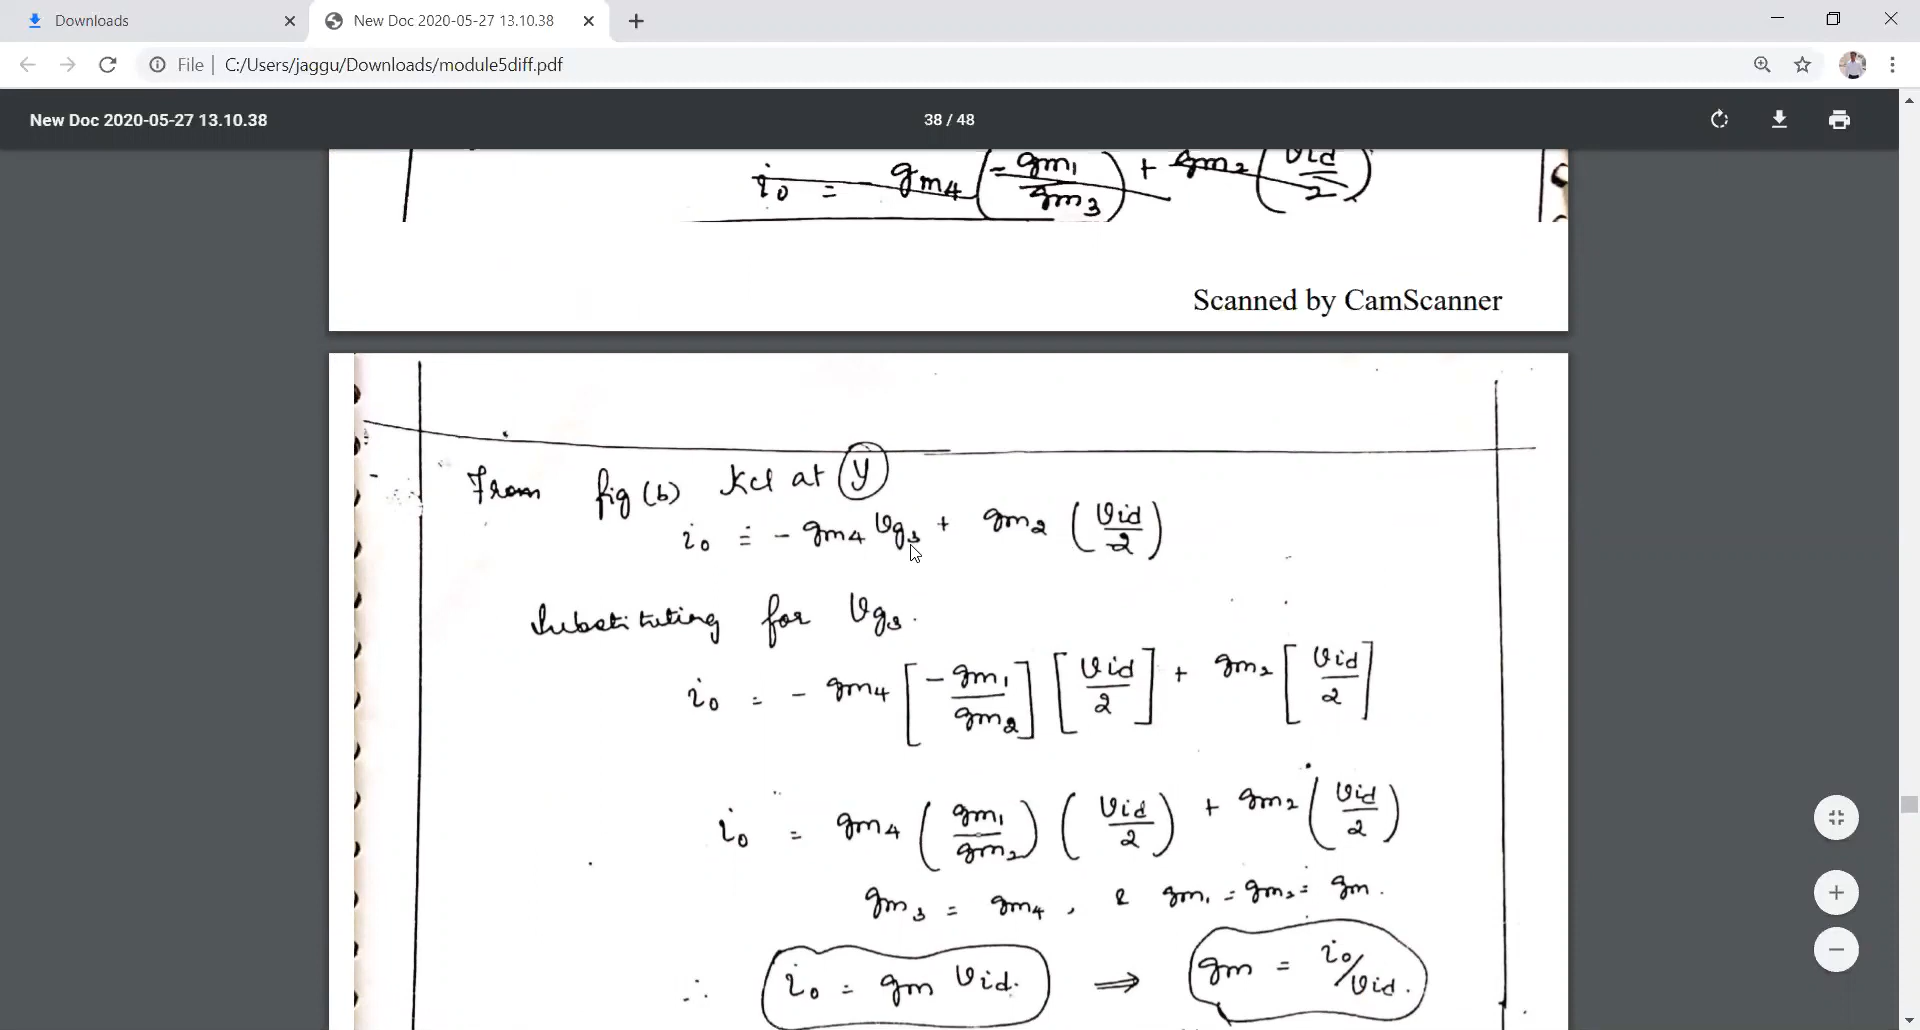 Downloads
New Doc 2020-05-27 13.10.38
File | C:/Users/jaggu/Downloads/module5diff.pdf
New Doc 2020-05-27 13.10.38
38 / 48
i₀ = gm₄ (-gm₁/gm₃) + gm₂ (vid/2)
Scanned by CamScanner
From fig (b) Kcl at (y)
i₀ = - gm₄ Vg₃ + gm₂ (Vid/2)
Substituting for Vg₃.
i₀ = - gm₄ [-gm₁/gm₂] [Vid/2] + gm₂ [Vid/2]
i₀ = gm₄ (gm₁/gm₂) (Vid/2) + gm₂ (Vid/2)
gm₃ = gm₄, & gm₁ = gm₂ = gm.
∴ i₀ = gm Vid. ⇒ gm = i₀/Vid.